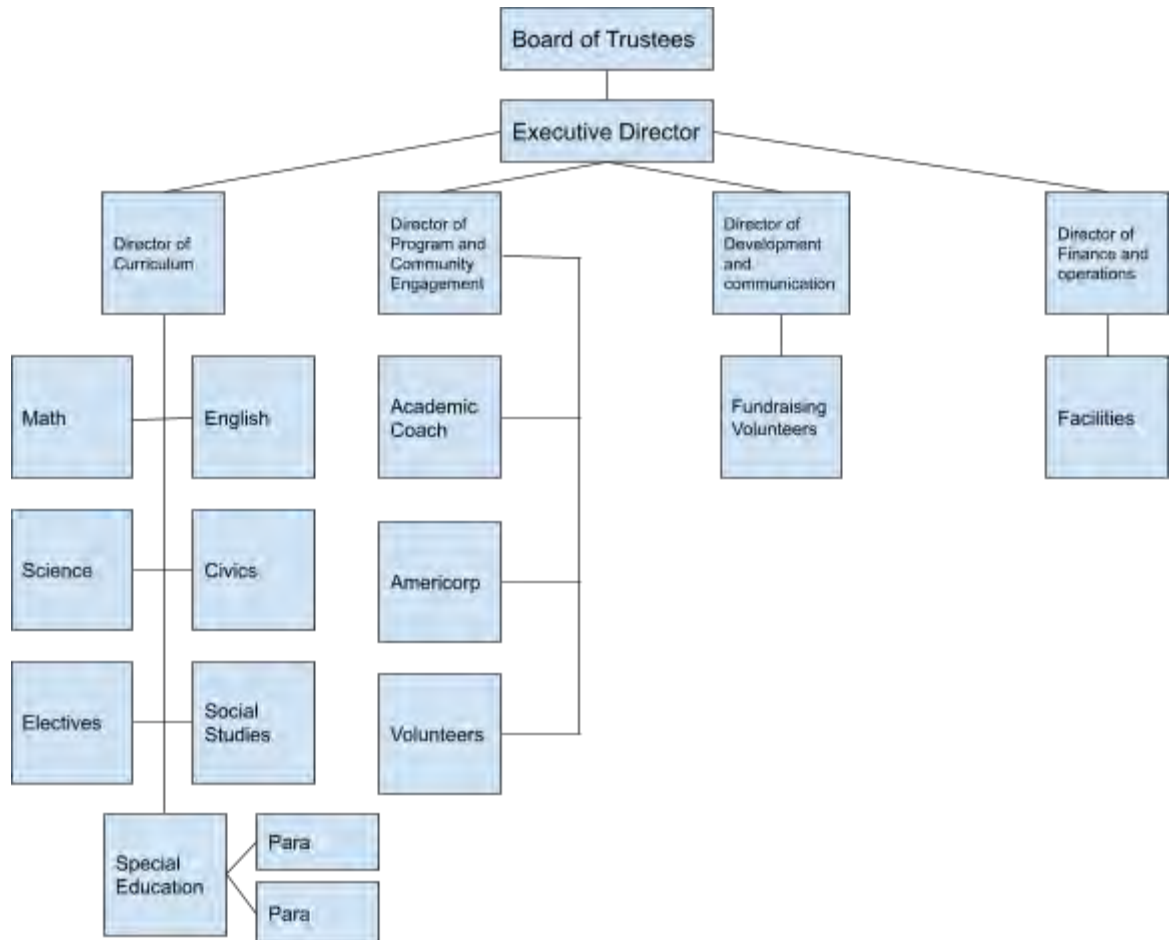 Board of Trustees
Executive Director
Director of
Curriculum
Director of
Program and
Community
Engagement
Director of
Development
and
communication
Director of
Finance and
operations
Math
English
Academic
Coach
Fundraising
Volunteers
Facilities
Science
Civics
Americorp
Electives
Social
Studies
Volunteers
Special
Education
Para
Para